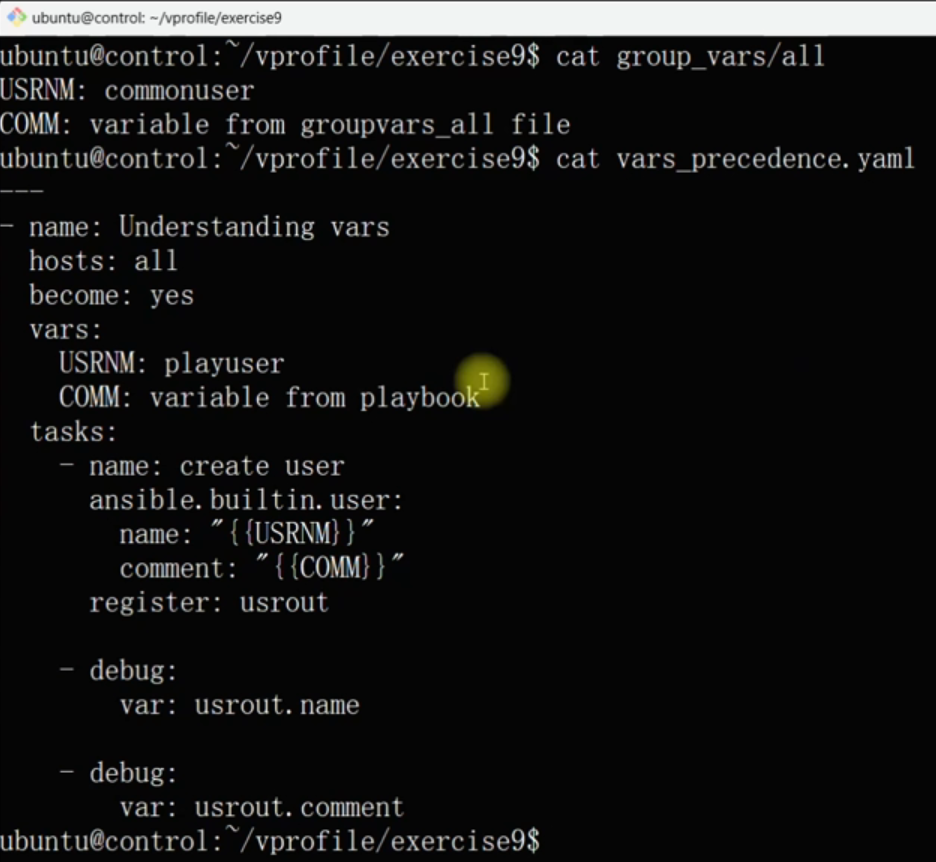 ubuntu@control: ~/vprofile/exercise9
ubuntu@control:~/vprofile/exercise9$ cat group_vars/all
USRNM: commonuser
COMM: variable from groupvars_all file
ubuntu@control:~/vprofile/exercise9$ cat vars_precedence.yaml
---
- name: Understanding vars
  hosts: all
  become: yes
  vars:
    USRNM: playuser
    COMM: variable from playbook
  tasks:
    - name: create user
      ansible.builtin.user:
        name: "{{USRNM}}"
        comment: "{{COMM}}"
      register: usrout

    - debug:
        var: usrout.name

    - debug:
        var: usrout.comment
ubuntu@control:~/vprofile/exercise9$